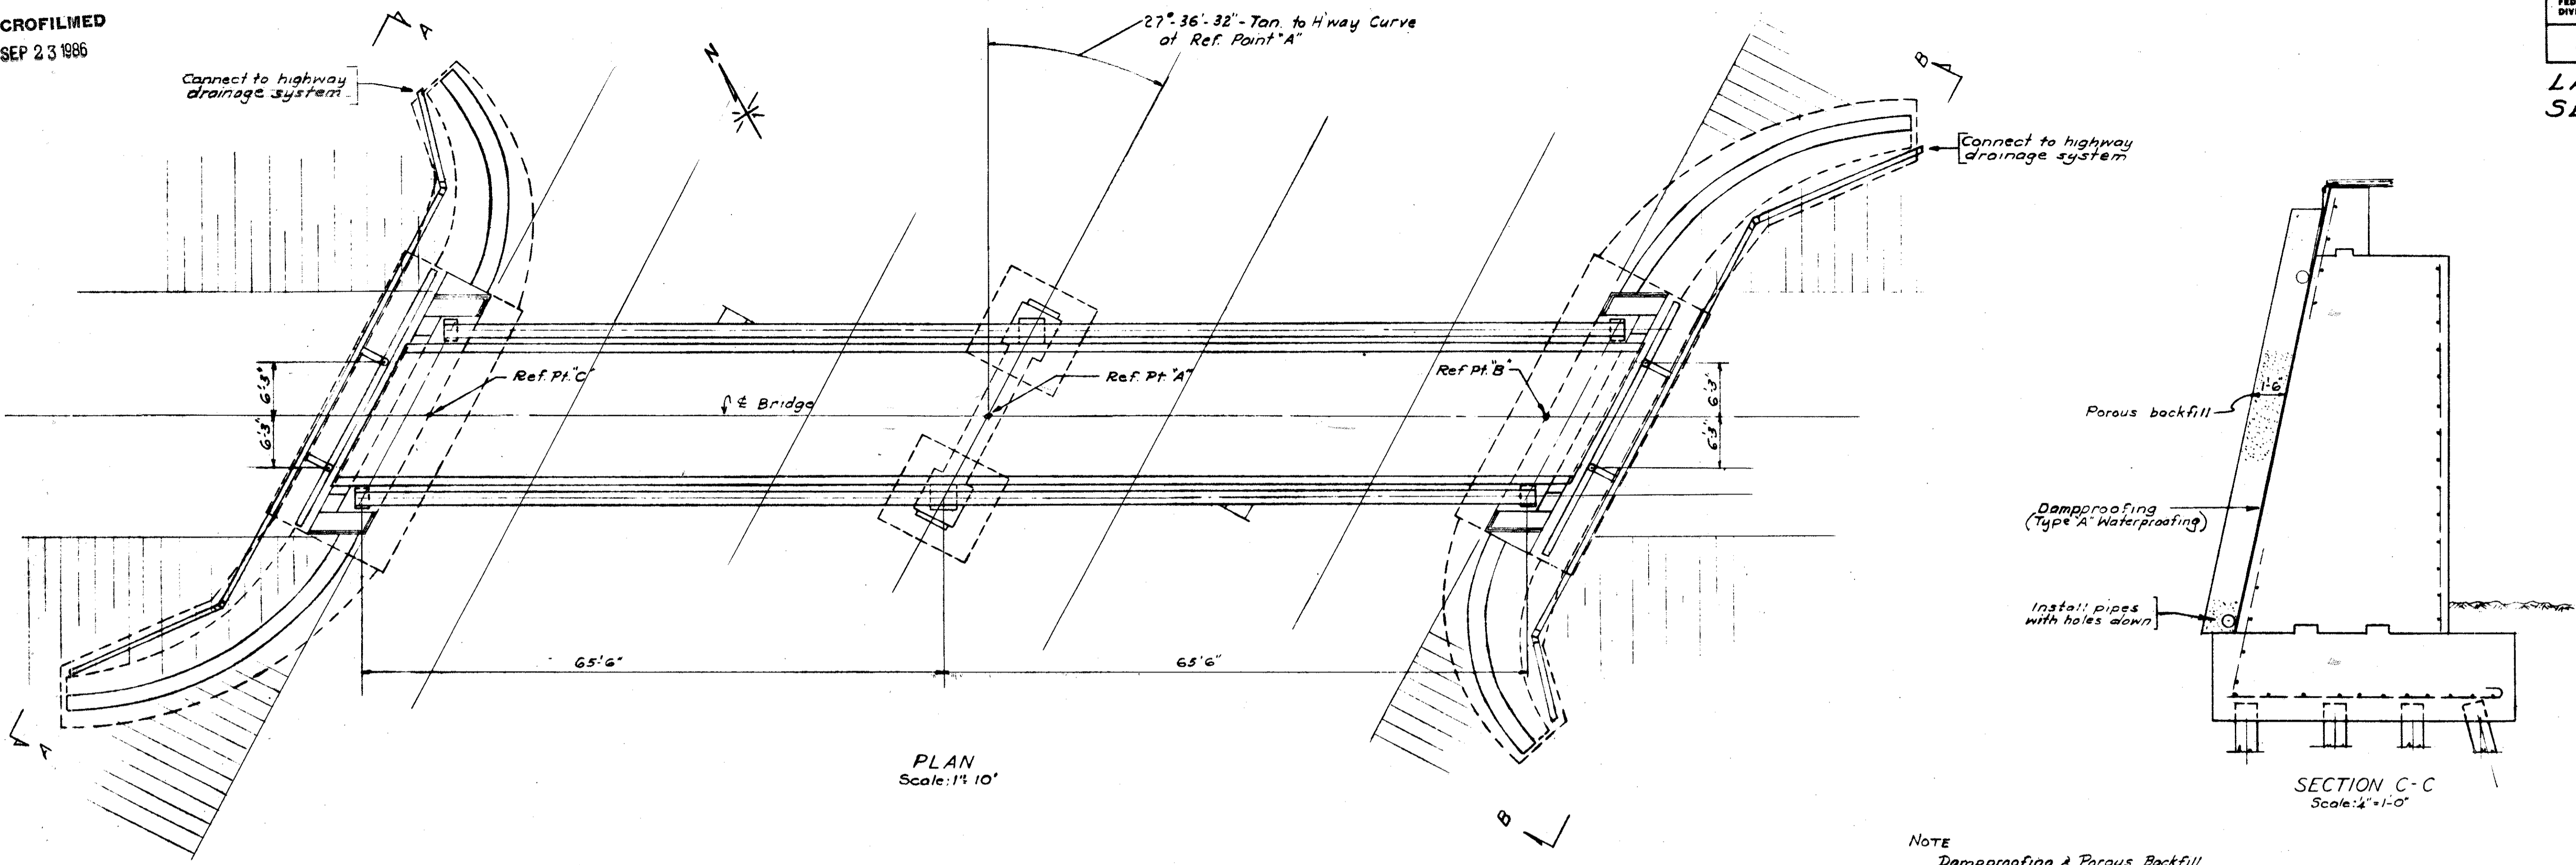 CROFILMED
SEP 23 1986
Connect to highway
drainage system
A
N
27°-36'-32"-Tan. to H'way Curve
at Ref. Point "A"
B
Connect to highway
drainage system
FED
DIV
6'-3"
6'-3"
Ref. Pt. "C"
℄ Bridge
Ref. Pt. "A"
Ref. Pt. "B"
6'-3"
6'-3"
65'-6"
65'-6"
A
B
PLAN
Scale: 1"=10'
Porous backfill
1'-6"
Dampproofing
(Type "A" Waterproofing)
Install pipes
with holes down
SECTION C-C
Scale: ¼"=1'-0"
NOTE
Dampproofing & Porous Backfill